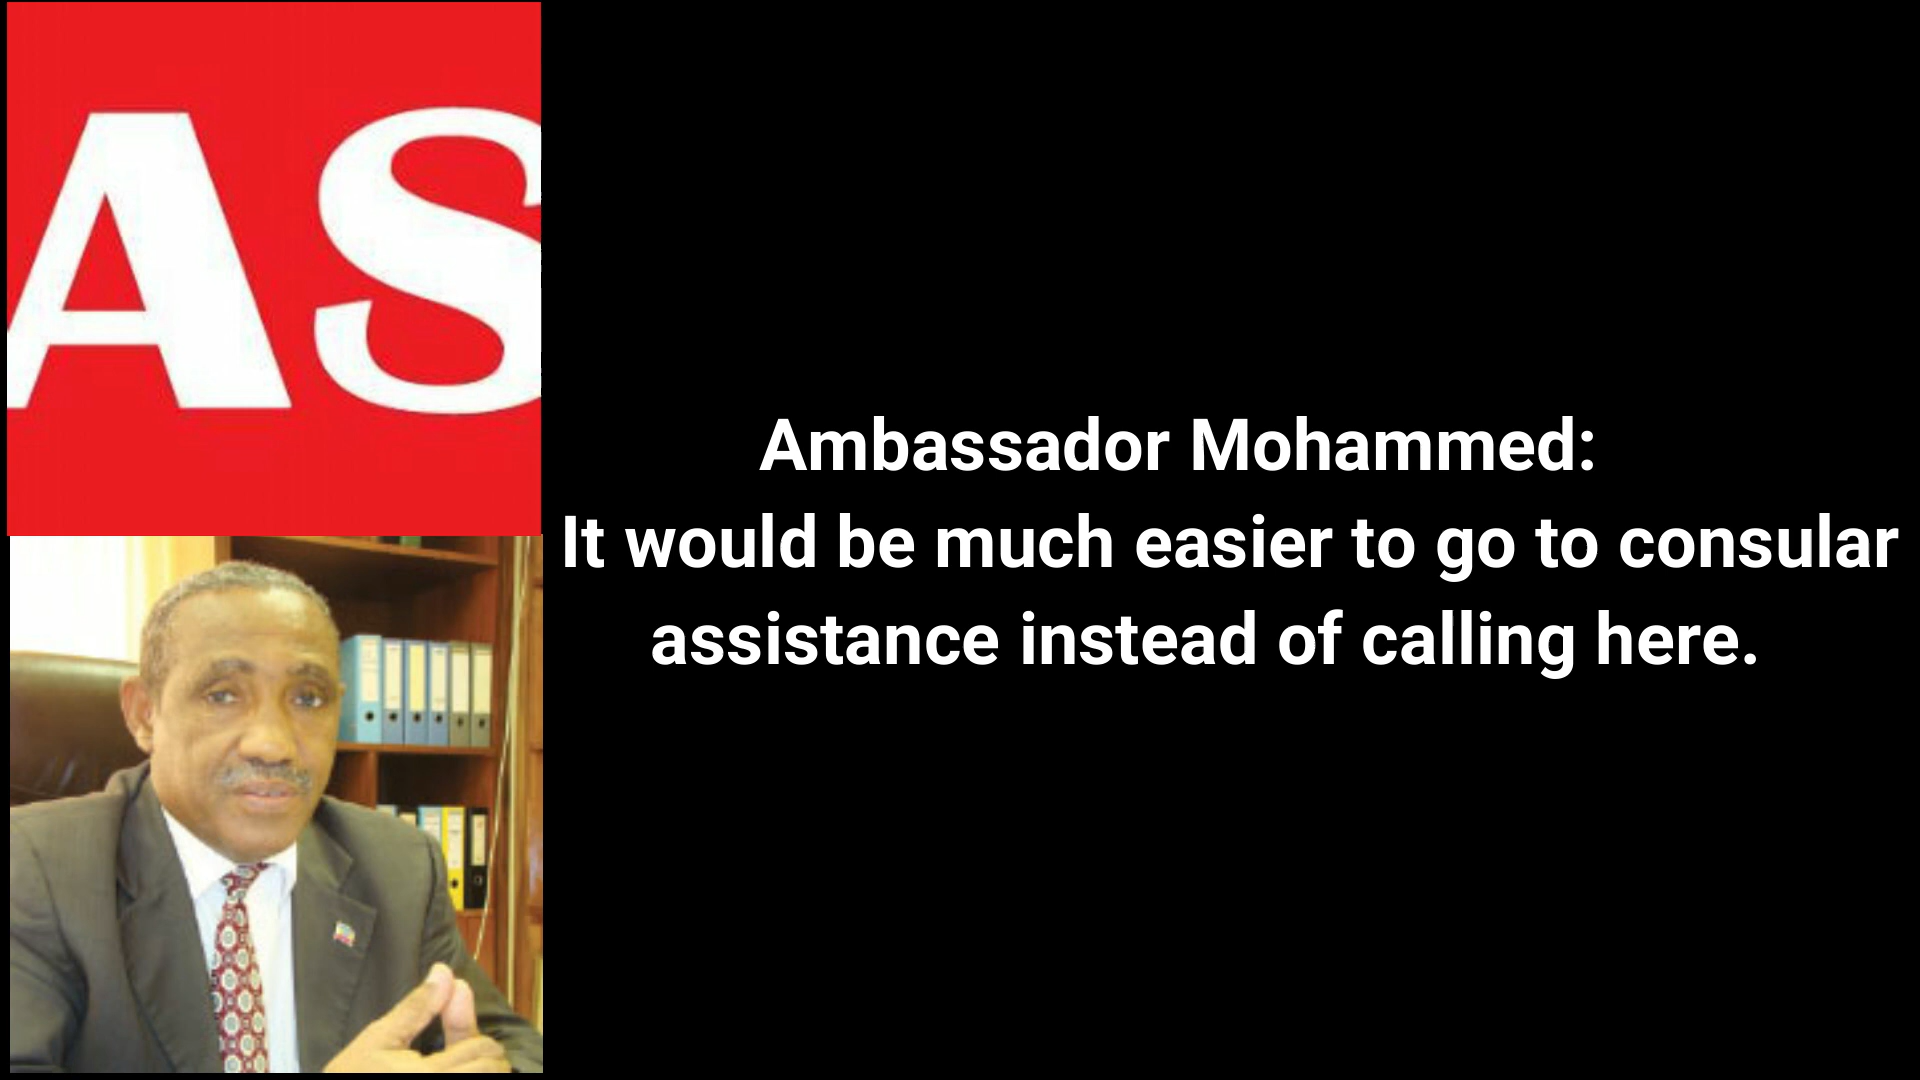 AS
Ambassador Mohammed:
It would be much easier to go to consular
assistance instead of calling here.